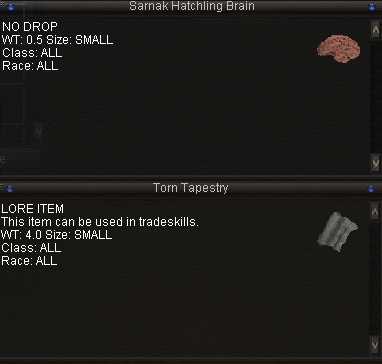 Sarnak Hatchling Brain
NO DROP
WT: 0.5 Size: SMALL
Class: ALL
Race: ALL
Torn Tapestry
LORE ITEM
This item can be used in tradeskills.
WT: 4.0 Size: SMALL
Class: ALL
Race: ALL